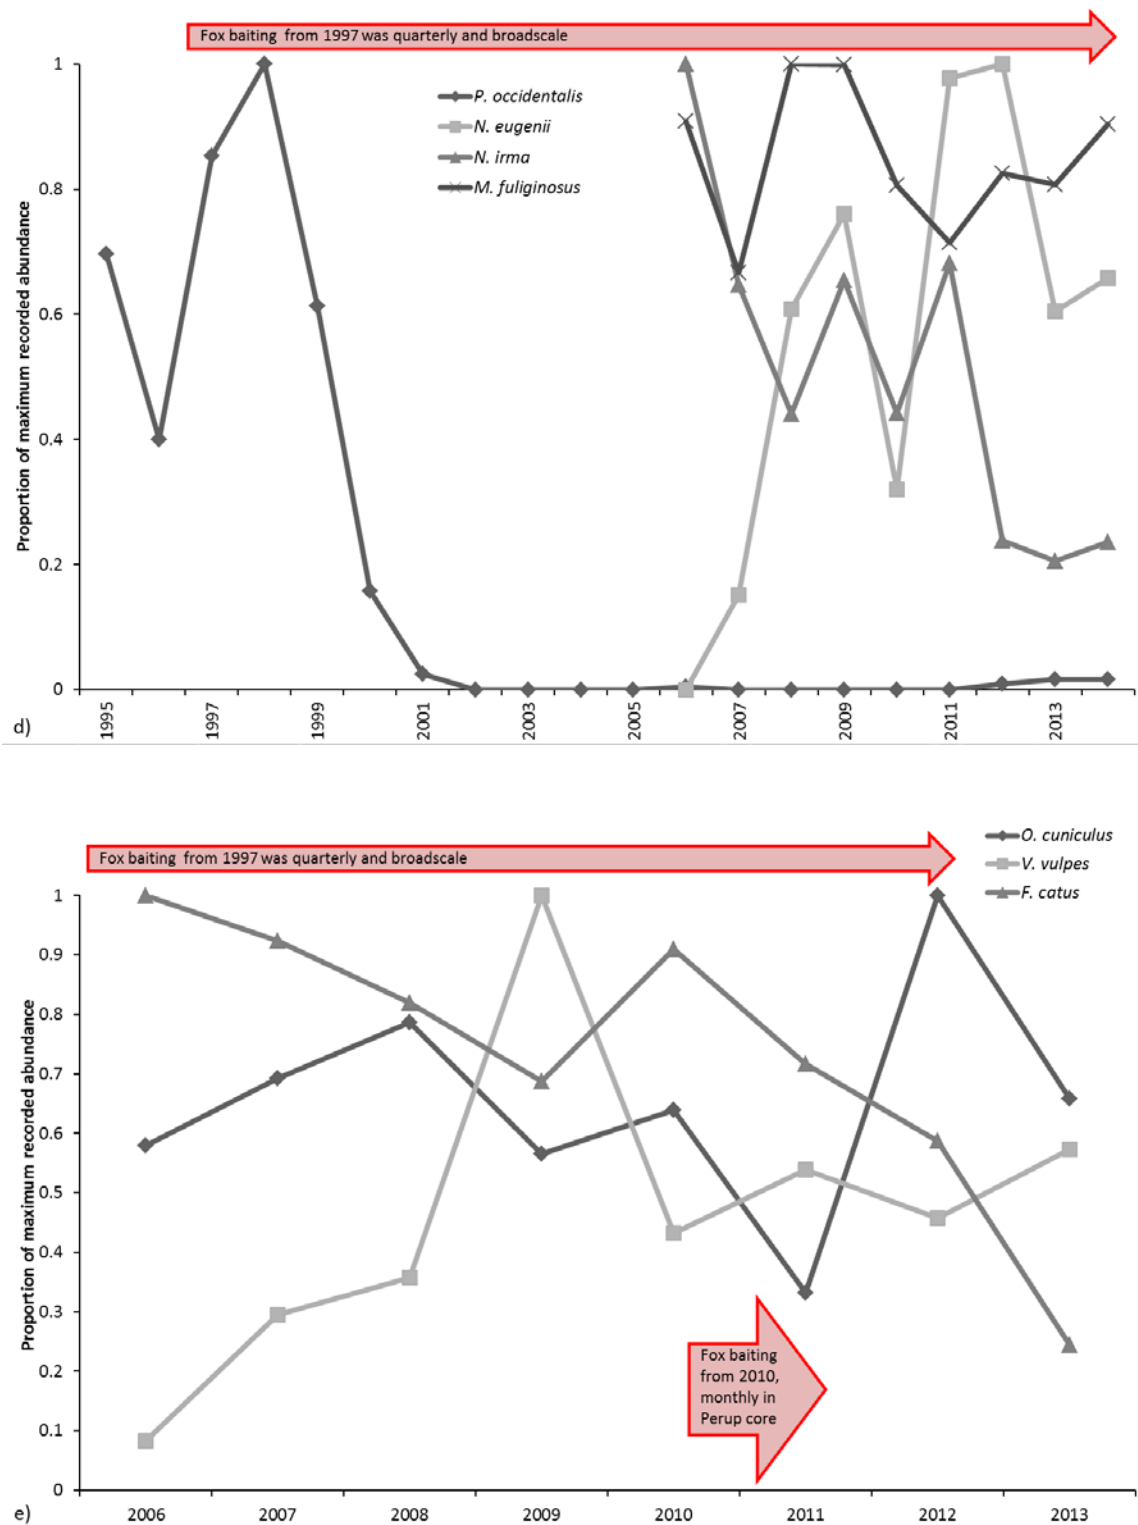 Fox baiting from 1997 was quarterly and broadscale
P. occidentalis
N. eugenii
N. irma
M. fuliginosus
Proportion of maximum recorded abundance
1
0.8
0.6
0.4
0.2
0
1995
1997
1999
2001
2003
2005
2007
2009
2011
2013
d)
Fox baiting from 1997 was quarterly and broadscale
O. cuniculus
V. vulpes
F. catus
Proportion of maximum recorded abundance
1
0.9
0.8
0.7
0.6
0.5
0.4
0.3
0.2
0.1
0
Fox baiting
from 2010,
monthly in
Perup core
2006
2007
2008
2009
2010
2011
2012
2013
e)